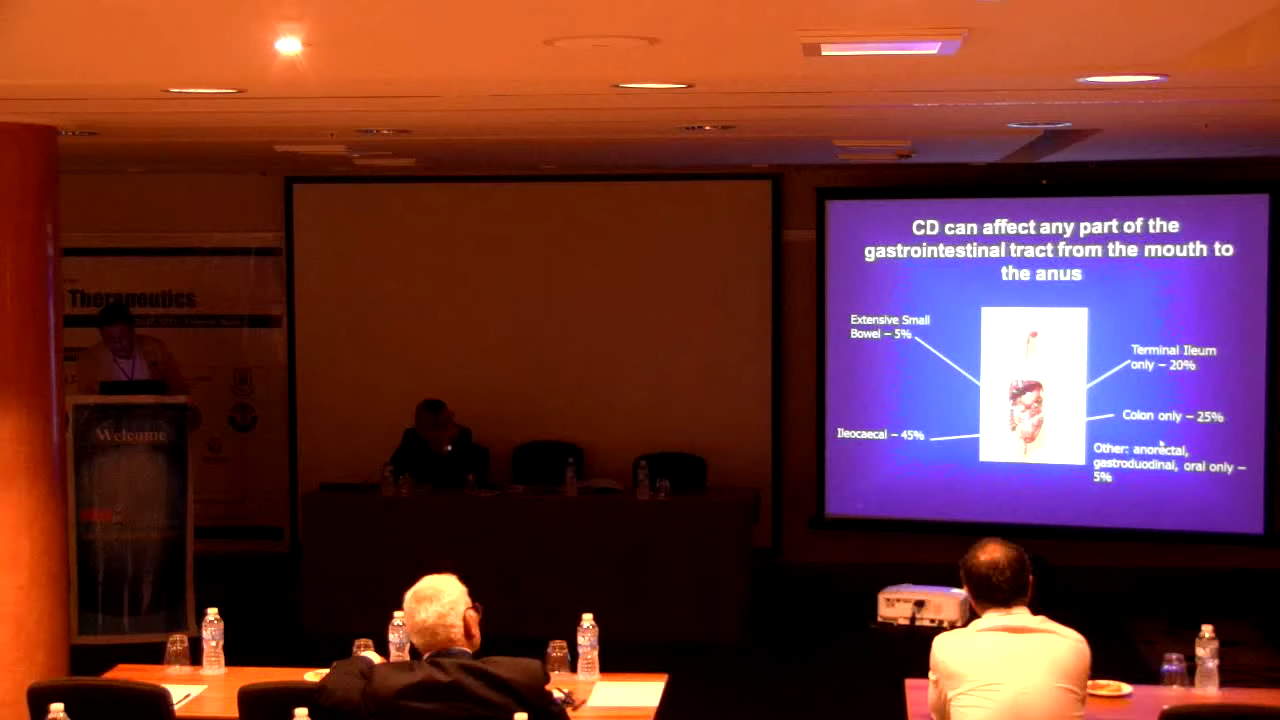 Therapeutics
Welcome
CD can affect any part of the
gastrointestinal tract from the mouth to
the anus
Extensive Small
Bowel – 5%
Terminal Ileum
only – 20%
Colon only – 25%
Ileocaecal – 45%
Other: anorectal,
gastroduodinal, oral only –
5%